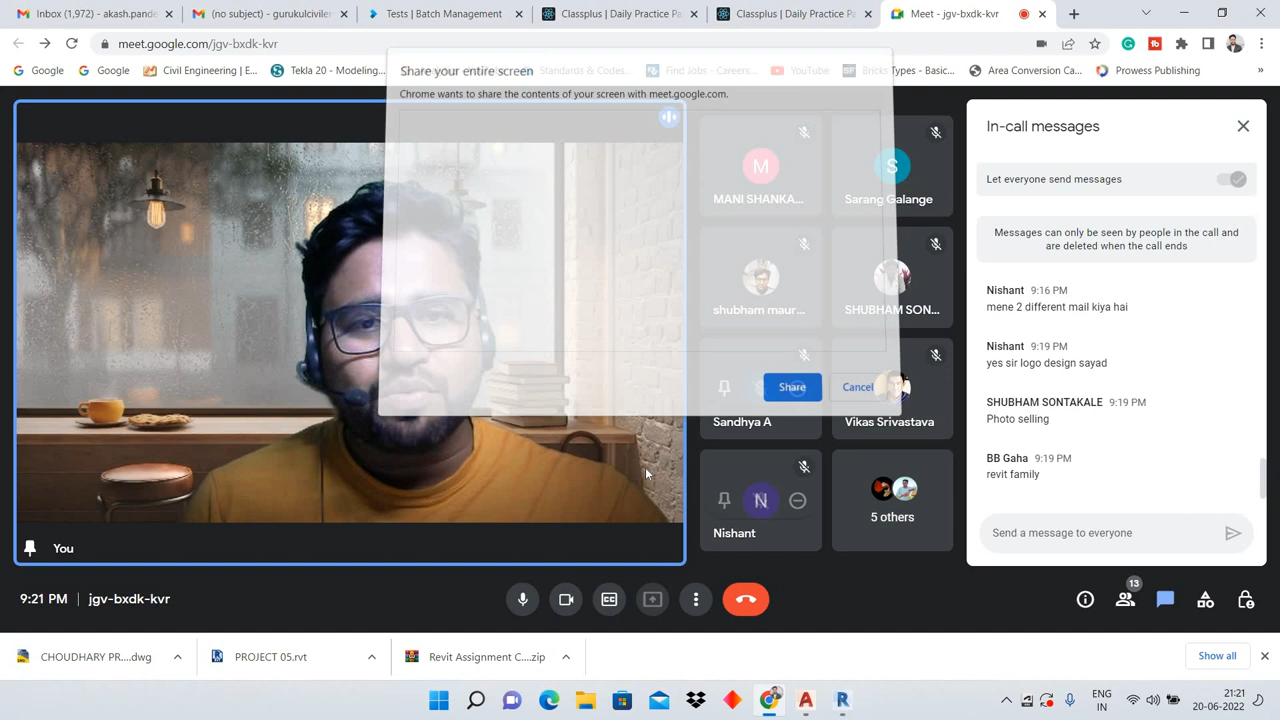 Inbox (1,972) - akash.pande
(no subject) - gurukulciviler
Tests | Batch Management
Classplus | Daily Practice Pa
Classplus | Daily Practice Pa
Meet - jgv-bxdk-kvr
meet.google.com/jgv-bxdk-kvr
Google
Google
Civil Engineering | E...
Tekla 20 - Modeling...
Standards & Codes...
Find Jobs - Careers...
YouTube
Bricks Types - Basic...
Area Conversion Ca...
Prowess Publishing
»
Share your entire screen
Chrome wants to share the contents of your screen with meet.google.com.
Share
Cancel
You
M
MANI SHANKA...
S
Sarang Galange
shubham maur...
SHUBHAM SON...
Sandhya A
Vikas Srivastava
N
Nishant
5 others
In-call messages
Let everyone send messages
Messages can only be seen by people in the call and
are deleted when the call ends
Nishant 9:16 PM
mene 2 different mail kiya hai
Nishant 9:19 PM
yes sir logo design sayad
SHUBHAM SONTAKALE 9:19 PM
Photo selling
BB Gaha 9:19 PM
revit family
Send a message to everyone
9:21 PM | jgv-bxdk-kvr
13
CHOUDHARY PR....dwg
PROJECT 05.rvt
Revit Assignment C....zip
Show all
ENG
IN
21:21
20-06-2022